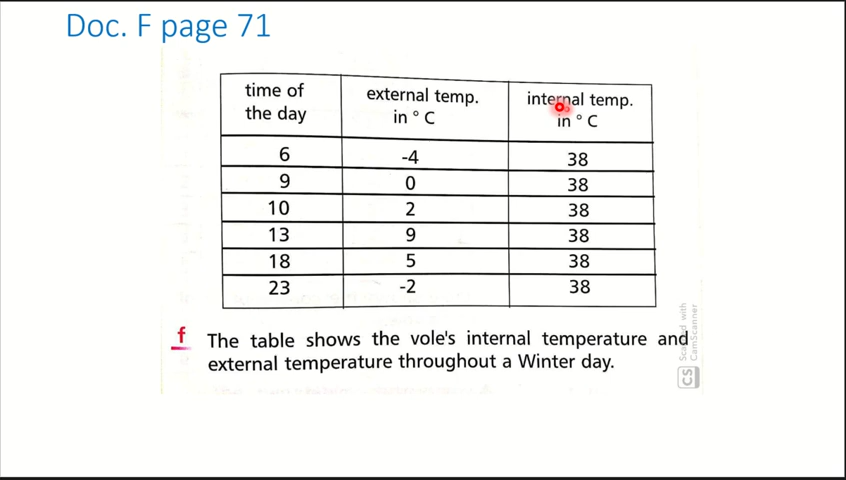 Doc. F page 71
time of the day external temp. in ° C internal temp. in ° C
6 -4 38
9 0 38
10 2 38
13 9 38
18 5 38
23 -2 38
f The table shows the vole's internal temperature and
external temperature throughout a Winter day.
CS Scanned with
CamScanner